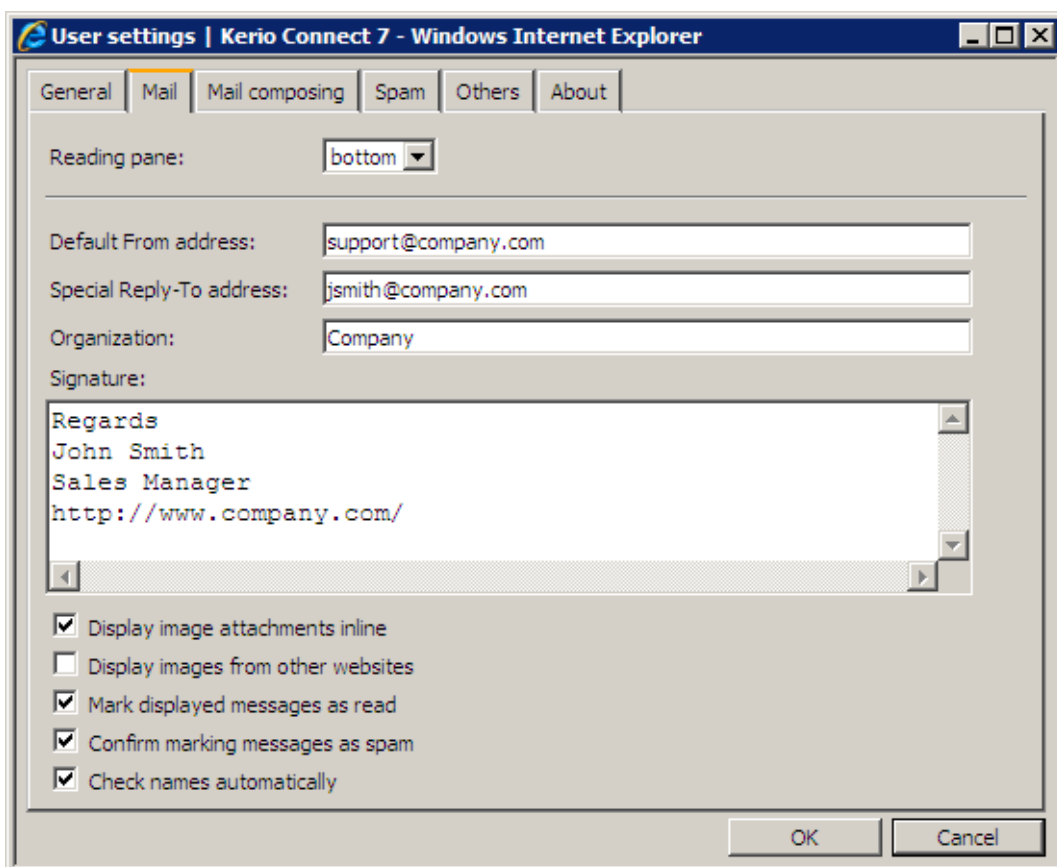 User settings | Kerio Connect 7 - Windows Internet Explorer
General Mail Mail composing Spam Others About
Reading pane: bottom
Default From address: support@company.com
Special Reply-To address: jsmith@company.com
Organization: Company
Signature:
Regards
John Smith
Sales Manager
http://www.company.com/
Display image attachments inline
Display images from other websites
Mark displayed messages as read
Confirm marking messages as spam
Check names automatically
OK Cancel